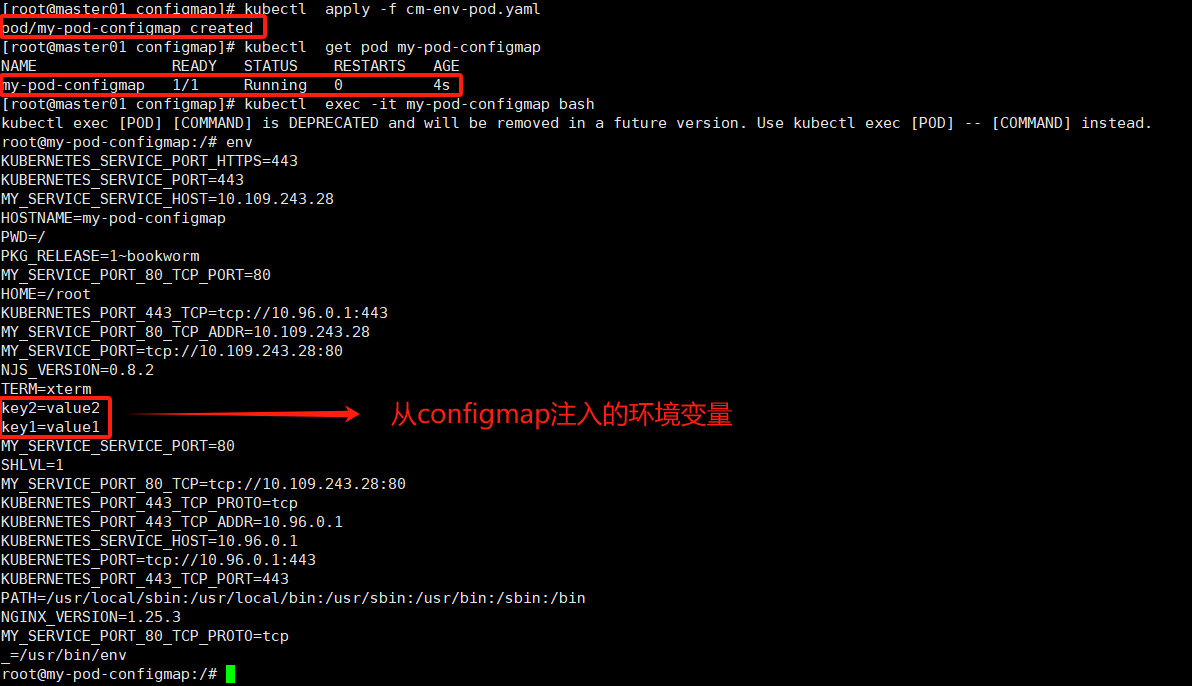 [root@master01 configmap]# kubectl  apply -f cm-env-pod.yaml
pod/my-pod-configmap created
[root@master01 configmap]# kubectl  get pod my-pod-configmap
NAME               READY   STATUS    RESTARTS   AGE
my-pod-configmap   1/1     Running   0          4s
[root@master01 configmap]# kubectl  exec -it my-pod-configmap bash
kubectl exec [POD] [COMMAND] is DEPRECATED and will be removed in a future version. Use kubectl exec [POD] -- [COMMAND] instead.
root@my-pod-configmap:/# env
KUBERNETES_SERVICE_PORT_HTTPS=443
KUBERNETES_SERVICE_PORT=443
MY_SERVICE_SERVICE_HOST=10.109.243.28
HOSTNAME=my-pod-configmap
PWD=/
PKG_RELEASE=1~bookworm
MY_SERVICE_PORT_80_TCP_PORT=80
HOME=/root
KUBERNETES_PORT_443_TCP=tcp://10.96.0.1:443
MY_SERVICE_PORT_80_TCP_ADDR=10.109.243.28
MY_SERVICE_PORT=tcp://10.109.243.28:80
NJS_VERSION=0.8.2
TERM=xterm
key2=value2
从configmap注入的环境变量
key1=value1
MY_SERVICE_SERVICE_PORT=80
SHLVL=1
MY_SERVICE_PORT_80_TCP=tcp://10.109.243.28:80
KUBERNETES_PORT_443_TCP_PROTO=tcp
KUBERNETES_PORT_443_TCP_ADDR=10.96.0.1
KUBERNETES_SERVICE_HOST=10.96.0.1
KUBERNETES_PORT=tcp://10.96.0.1:443
KUBERNETES_PORT_443_TCP_PORT=443
PATH=/usr/local/sbin:/usr/local/bin:/usr/sbin:/usr/bin:/sbin:/bin
NGINX_VERSION=1.25.3
MY_SERVICE_PORT_80_TCP_PROTO=tcp
_=/usr/bin/env
root@my-pod-configmap:/#